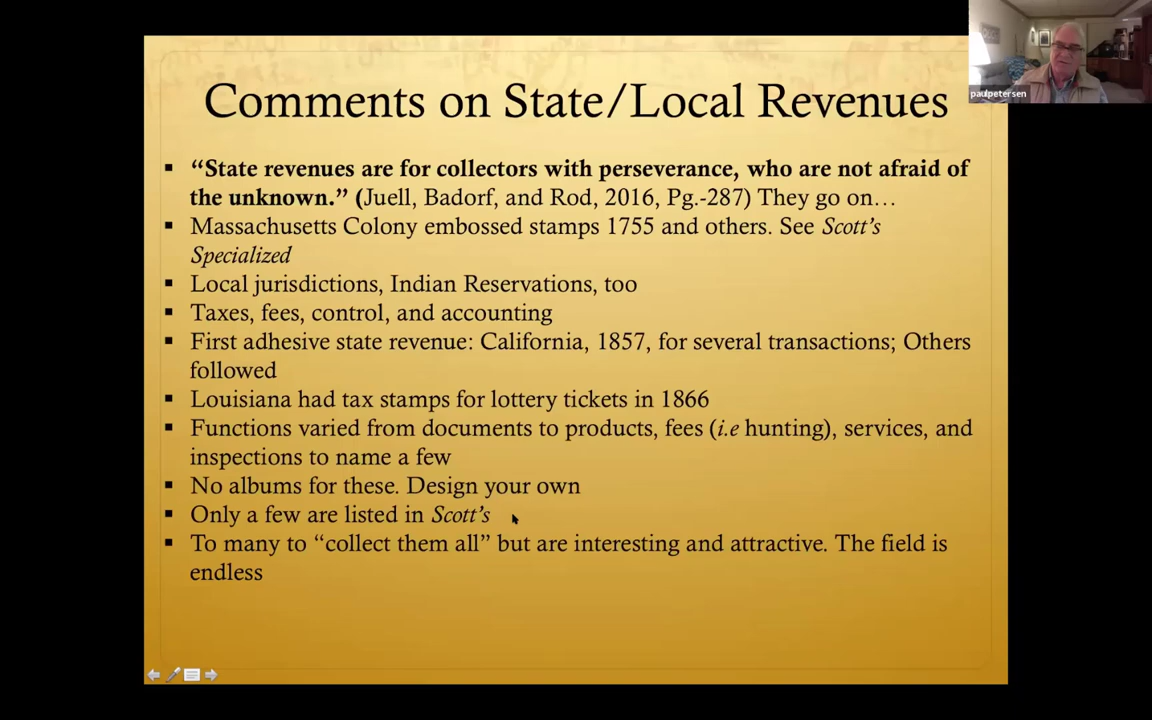 paulpetersen
Comments on State/Local Revenues
▪ “State revenues are for collectors with perseverance, who are not afraid of
the unknown.” (Juell, Badorf, and Rod, 2016, Pg.-287) They go on…
▪ Massachusetts Colony embossed stamps 1755 and others. See Scott’s
Specialized
▪ Local jurisdictions, Indian Reservations, too
▪ Taxes, fees, control, and accounting
▪ First adhesive state revenue: California, 1857, for several transactions; Others
followed
▪ Louisiana had tax stamps for lottery tickets in 1866
▪ Functions varied from documents to products, fees (i.e hunting), services, and
inspections to name a few
▪ No albums for these. Design your own
▪ Only a few are listed in Scott’s
▪ To many to “collect them all” but are interesting and attractive. The field is
endless